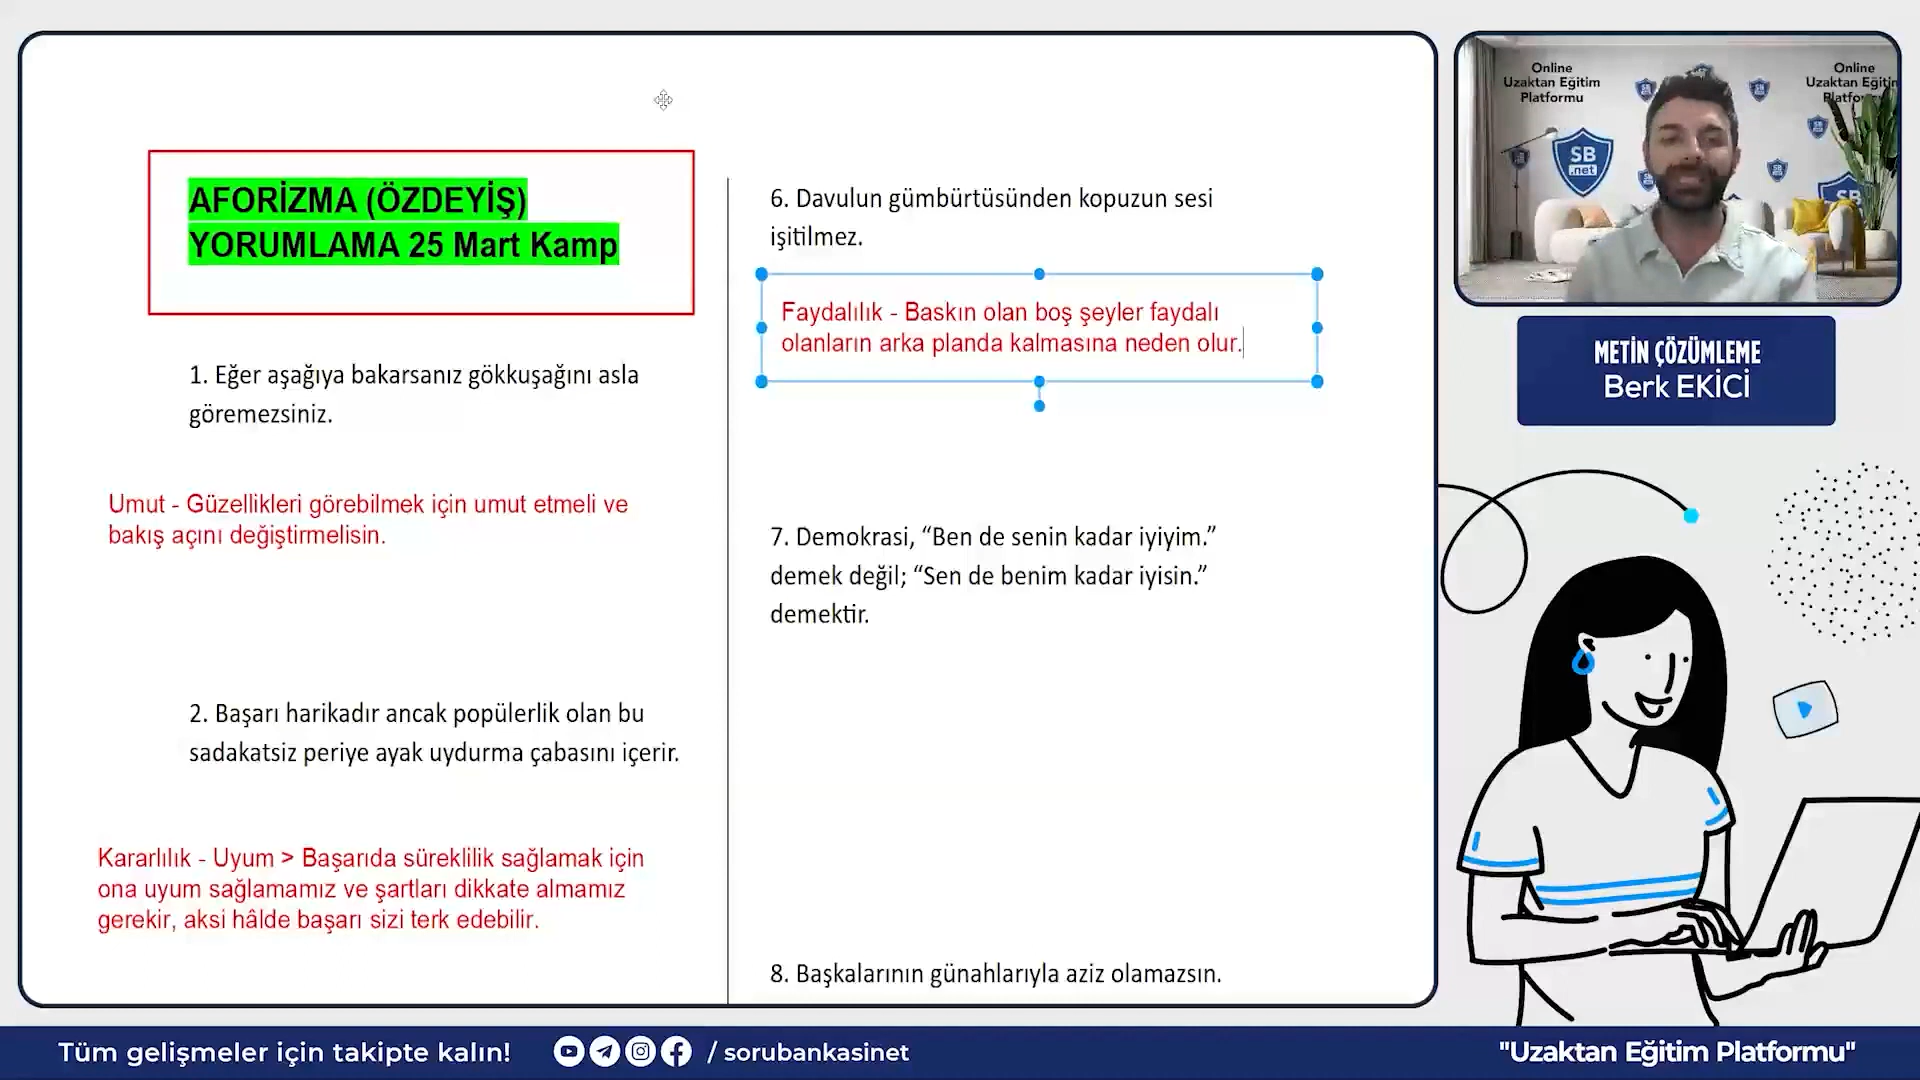 AFORİZMA (ÖZDEYİŞ)
YORUMLAMA 25 Mart Kamp
1. Eğer aşağıya bakarsanız gökkuşağını asla
göremezsiniz.
Umut - Güzellikleri görebilmek için umut etmeli ve
bakış açını değiştirmelisin.
2. Başarı harikadır ancak popülerlik olan bu
sadakatsiz periye ayak uydurma çabasını içerir.
Kararlılık - Uyum > Başarıda süreklilik sağlamak için
ona uyum sağlamamız ve şartları dikkate almamız
gerekir, aksi hâlde başarı sizi terk edebilir.
6. Davulun gümbürtüsünden kopuzun sesi
işitilmez.
Faydalılık - Baskın olan boş şeyler faydalı
olanların arka planda kalmasına neden olur.
7. Demokrasi, “Ben de senin kadar iyiyim.”
demek değil; “Sen de benim kadar iyisin.”
demektir.
8. Başkalarının günahlarıyla aziz olamazsın.
Online
Uzaktan Eğitim
Platformu
Online
Uzaktan Eğitim
SB
.net
SB
METİN ÇÖZÜMLEME
Berk EKİCİ
Tüm gelişmeler için takipte kalın!
/ sorubankasinet
"Uzaktan Eğitim Platformu"